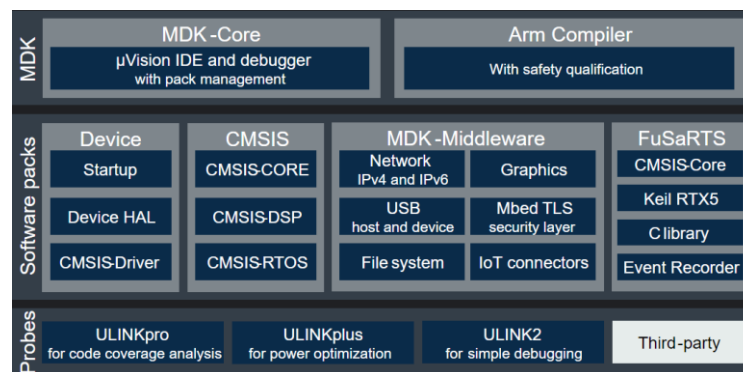 MDK
MDK-Core
µVision IDE and debugger
with pack management
Arm Compiler
With safety qualification
Software packs
Device
Startup
Device HAL
CMSIS-Driver
CMSIS
CMSIS-CORE
CMSIS-DSP
CMSIS-RTOS
MDK-Middleware
Network
IPv4 and IPv6
Graphics
USB
host and device
Mbed TLS
security layer
File system
IoT connectors
FuSaRTS
CMSIS-Core
Keil RTX5
C library
Event Recorder
Probes
ULINKpro
for code coverage analysis
ULINKplus
for power optimization
ULINK2
for simple debugging
Third-party